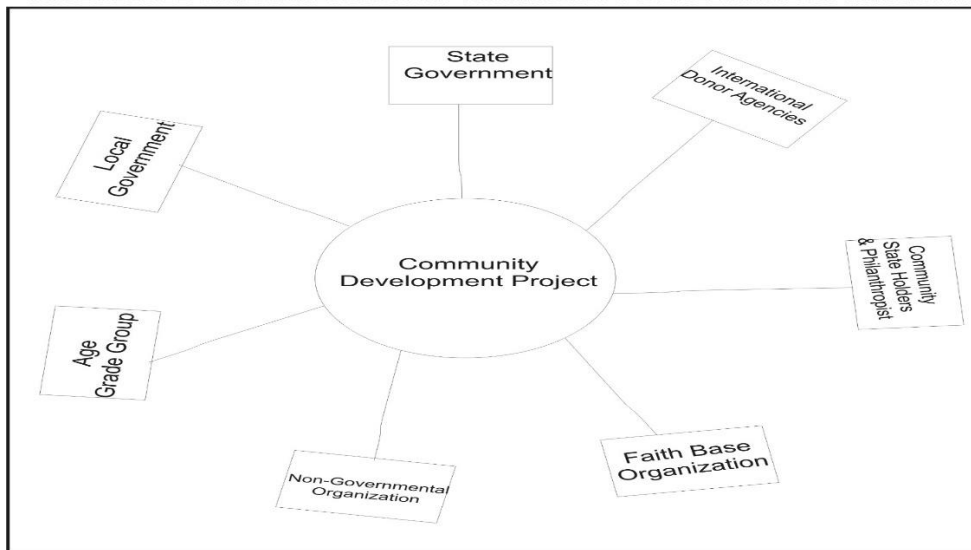 State
Government
International
Donor Agencies
Local
Government
Community
Development Project
Community
State Holders
& Philanthropist
Age
Grade Group
Faith Base
Organization
Non-Governmental
Organization